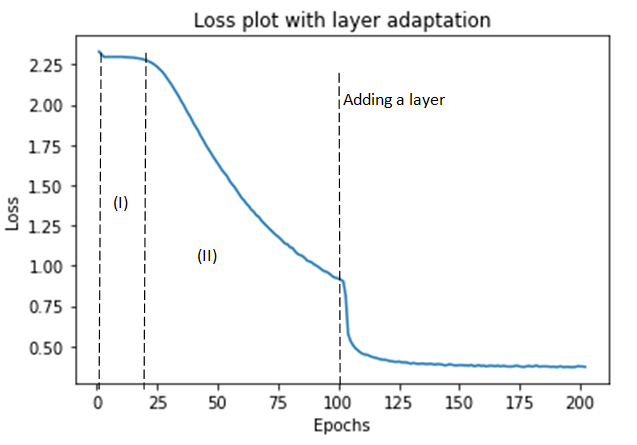 Loss plot with layer adaptation
2.25
2.00
1.75
1.50
1.25
1.00
0.75
0.50
Loss
Adding a layer
(I)
(II)
0 25 50 75 100 125 150 175 200
Epochs